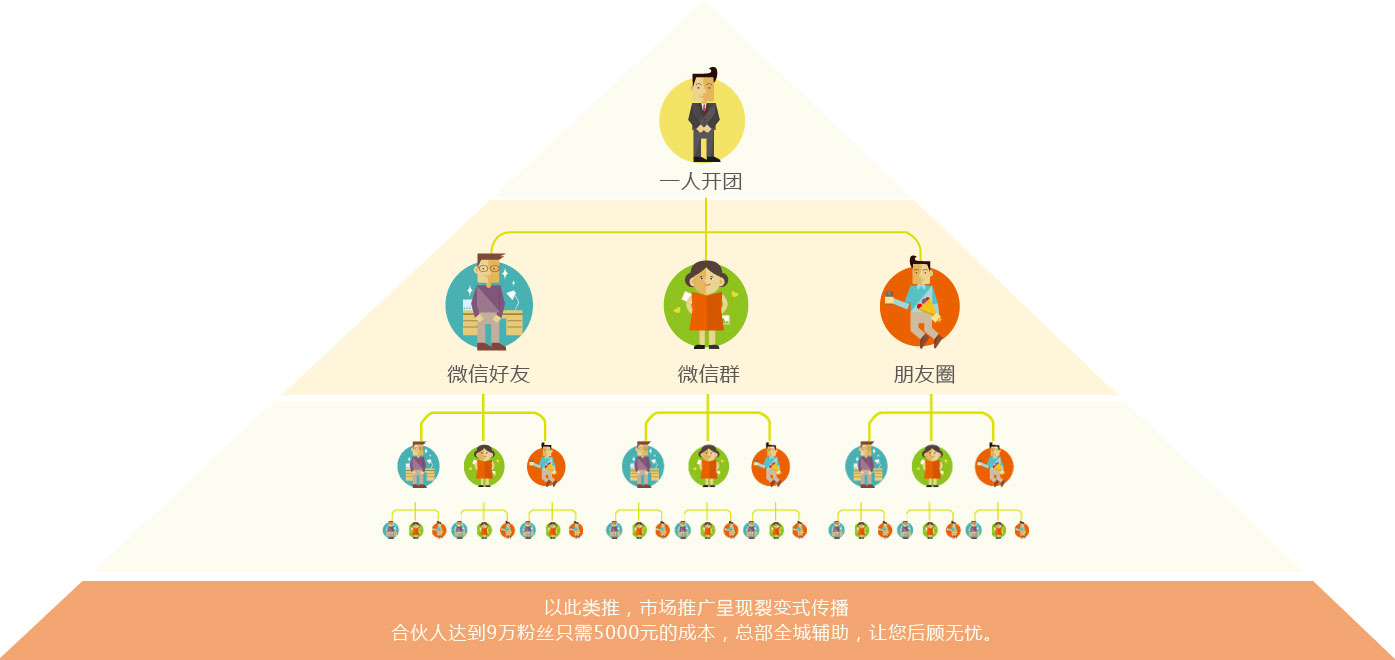 一人开团
微信好友
微信群
朋友圈
以此类推，市场推广呈现裂变式传播
合伙人达到9万粉丝只需5000元的成本，总部全城辅助，让您后顾无忧。